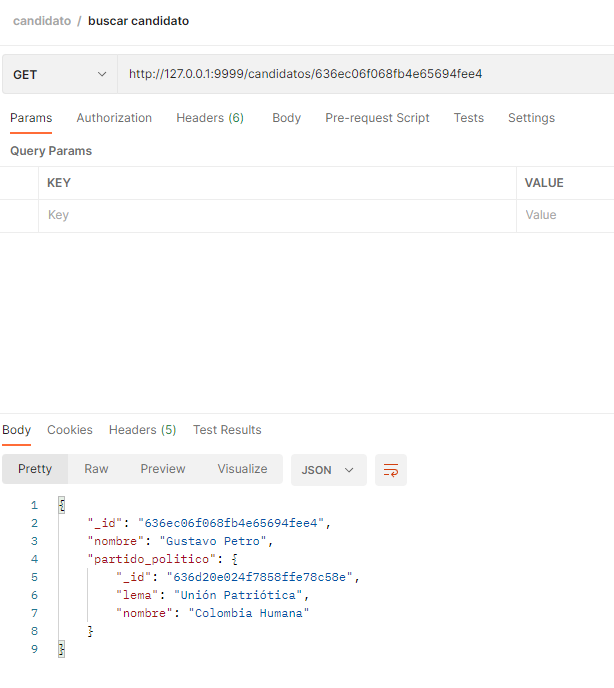 candidato / buscar candidato
GET http://127.0.0.1:9999/candidatos/636ec06f068fb4e65694fee4
Params Authorization Headers (6) Body Pre-request Script Tests Settings
Query Params
KEY VALUE
Key Value
Body Cookies Headers (5) Test Results
Pretty Raw Preview Visualize JSON
1 {
2 "_id": "636ec06f068fb4e65694fee4",
3 "nombre": "Gustavo Petro",
4 "partido_politico": {
5 "_id": "636d20e024f7858ffe78c58e",
6 "lema": "Unión Patriótica",
7 "nombre": "Colombia Humana"
8 }
9 }